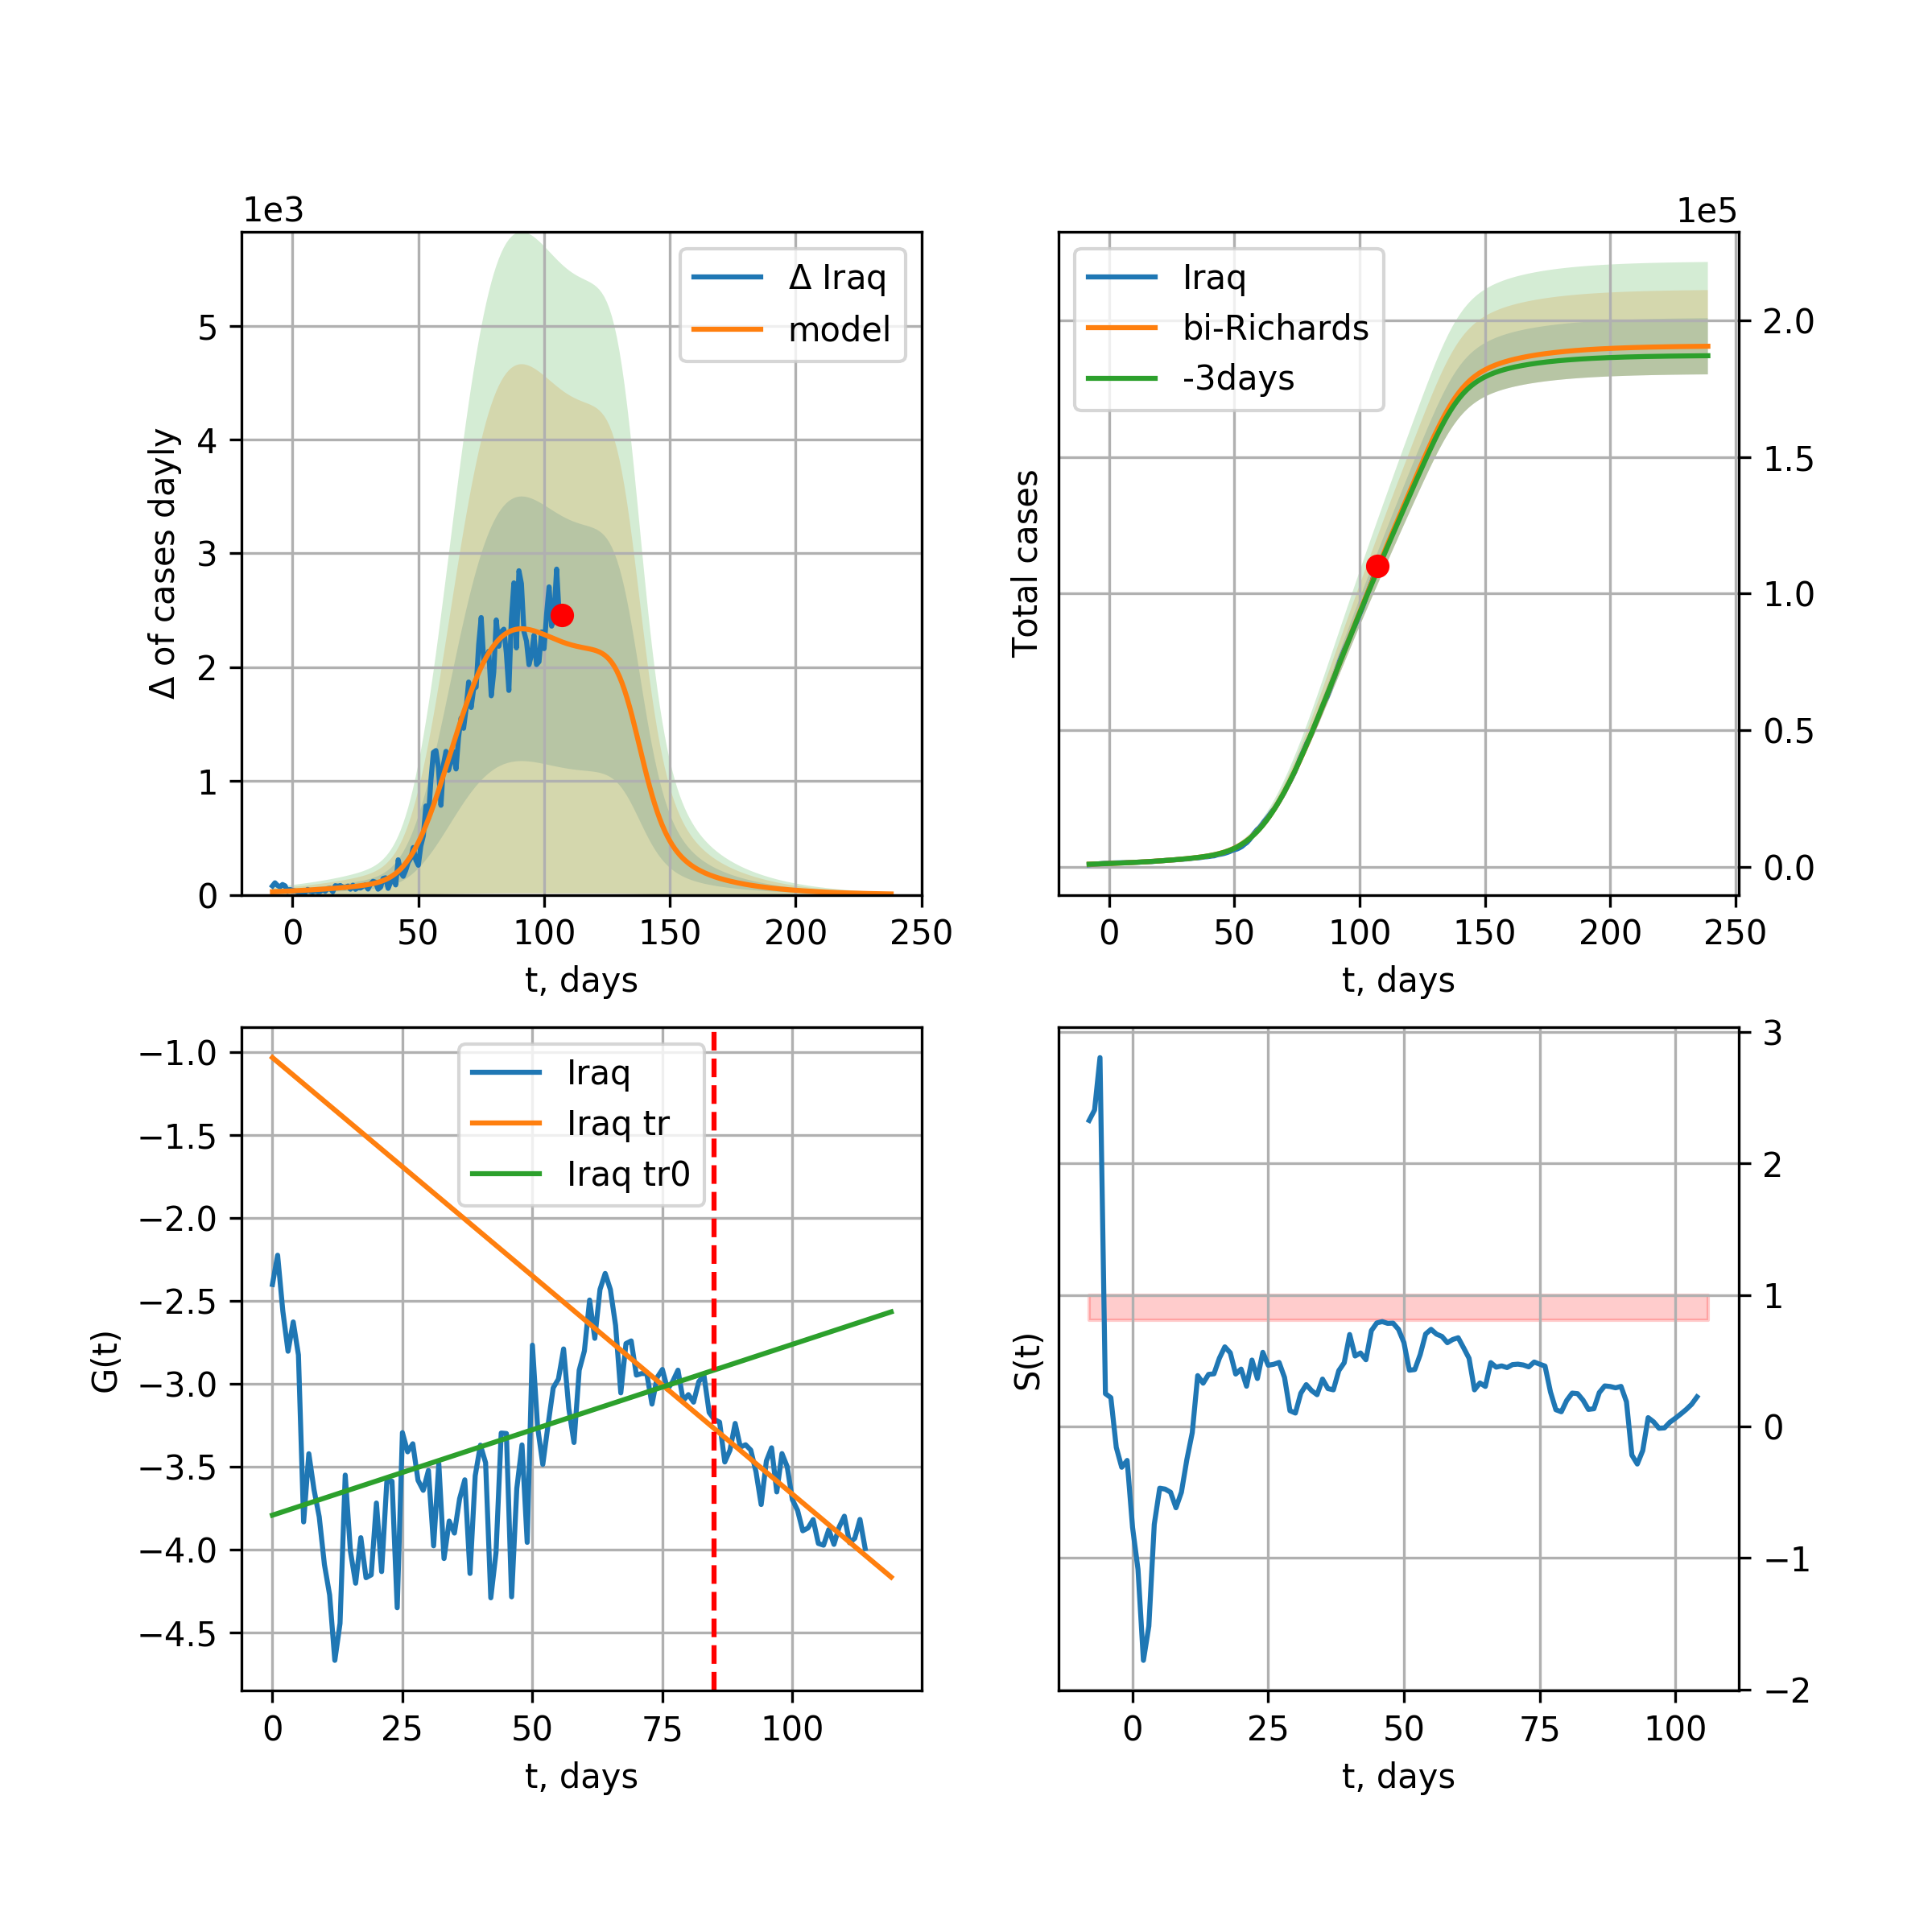 1e3
Δ Iraq
model
5
4
3
2
1
0
Δ of cases dayly
0 50 100 150 200 250
t, days
1e5
Iraq
bi-Richards
-3days
2.0
1.5
1.0
0.5
0.0
Total cases
0 50 100 150 200 250
t, days
Iraq
Iraq tr
Iraq tr0
−1.0
−1.5
−2.0
−2.5
−3.0
−3.5
−4.0
−4.5
G(t)
0 25 50 75 100
t, days
3
2
1
0
−1
−2
S(t)
0 25 50 75 100
t, days